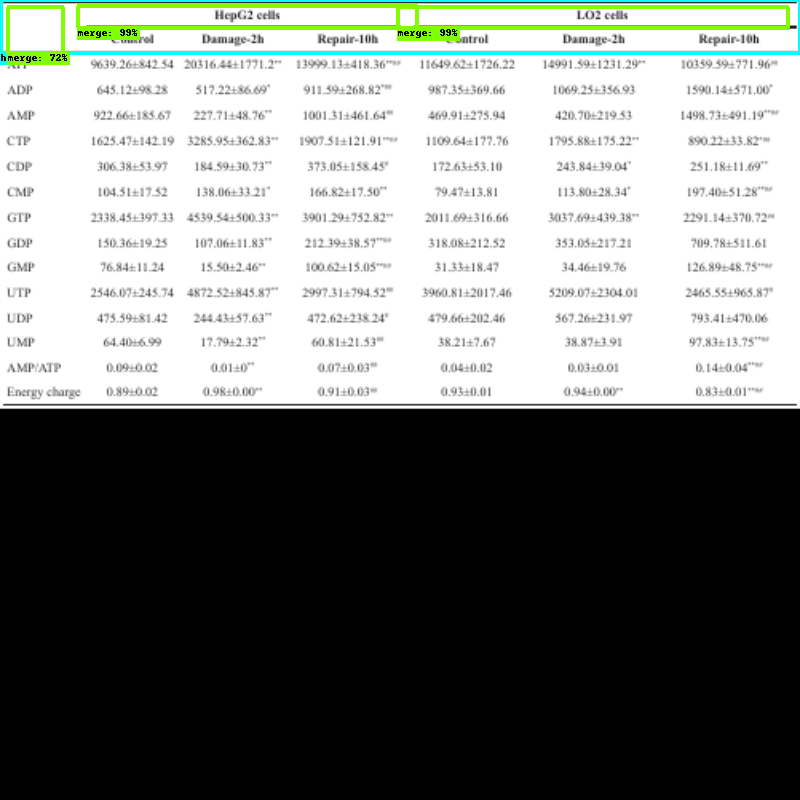 HepG2 cells LO2 cells
merge: 99% merge: 99%
Control Damage-2h Repair-10h Control Damage-2h Repair-10h
hmerge: 72%
ATP 9639.26±842.54 20316.44±1771.2** 13999.13±418.36**## 11649.62±1726.22 14991.59±1231.29** 10359.59±771.96##
ADP 645.12±98.28 517.22±86.69* 911.59±268.82*## 987.35±369.66 1069.25±356.93 1590.14±571.00*
AMP 922.66±185.67 227.71±48.76** 1001.31±461.64## 469.91±275.94 420.70±219.53 1498.73±491.19**##
CTP 1625.47±142.19 3285.95±362.83** 1907.51±121.91**## 1109.64±177.76 1795.88±175.22** 890.22±33.82*##
CDP 306.38±53.97 184.59±30.73** 373.05±158.45# 172.63±53.10 243.84±39.04* 251.18±11.69**
CMP 104.51±17.52 138.06±33.21* 166.82±17.50** 79.47±13.81 113.80±28.34* 197.40±51.28**##
GTP 2338.45±397.33 4539.54±500.33** 3901.29±752.82** 2011.69±316.66 3037.69±439.38** 2291.14±370.72##
GDP 150.36±19.25 107.06±11.83** 212.39±38.57**## 318.08±212.52 353.05±217.21 709.78±511.61
GMP 76.84±11.24 15.50±2.46** 100.62±15.05**## 31.33±18.47 34.46±19.76 126.89±48.75**##
UTP 2546.07±245.74 4872.52±845.87** 2997.31±794.52## 3960.81±2017.46 5209.07±2304.01 2465.55±965.87#
UDP 475.59±81.42 244.43±57.63** 472.62±238.24# 479.66±202.46 567.26±231.97 793.41±470.06
UMP 64.40±6.99 17.79±2.32** 60.81±21.53## 38.21±7.67 38.87±3.91 97.83±13.75**##
AMP/ATP 0.09±0.02 0.01±0** 0.07±0.03## 0.04±0.02 0.03±0.01 0.14±0.04**##
Energy charge 0.89±0.02 0.98±0.00** 0.91±0.03## 0.93±0.01 0.94±0.00** 0.83±0.01**##